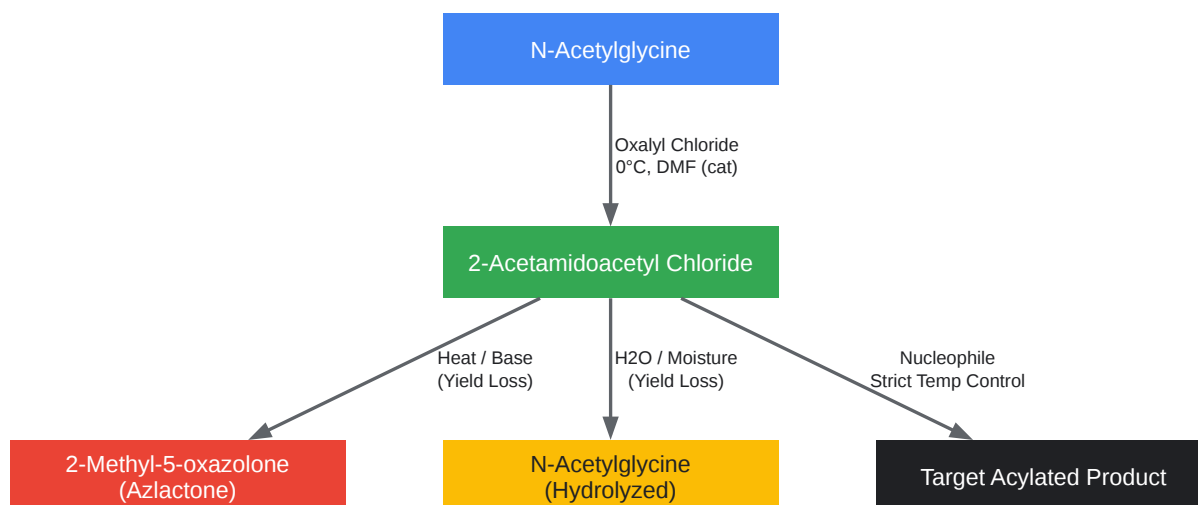 N-Acetylglycine
Oxalyl Chloride
0°C, DMF (cat)
2-Acetamidoacetyl Chloride
Heat / Base
(Yield Loss)
H2O / Moisture
(Yield Loss)
Nucleophile
Strict Temp Control
2-Methyl-5-oxazolone
(Azlactone)
N-Acetylglycine
(Hydrolyzed)
Target Acylated Product